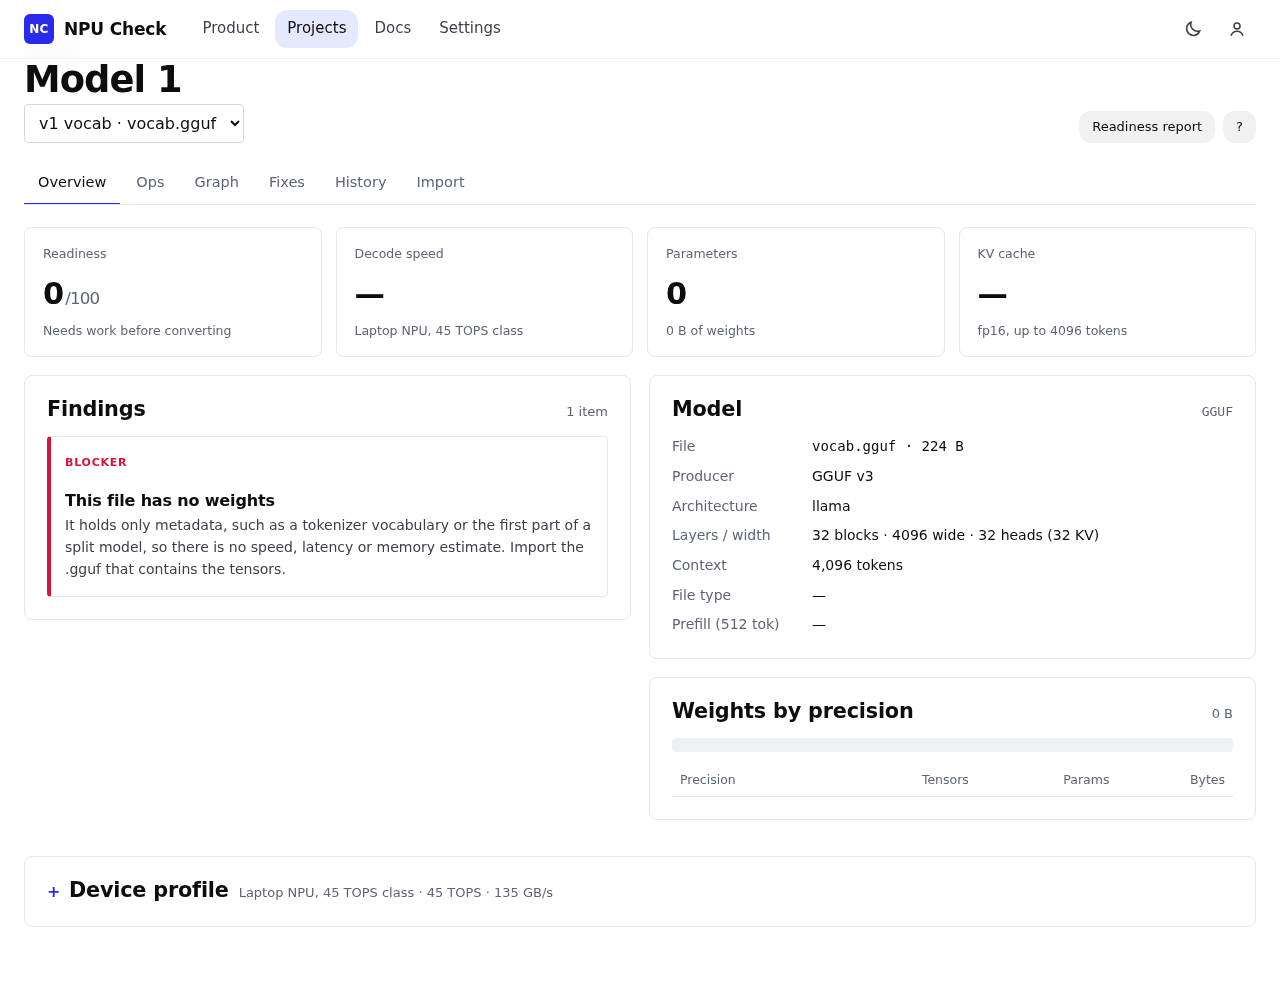 NC NPU Check Product Projects Docs Settings
Model 1
v1 vocab · vocab.gguf
Readiness report ?
Overview Ops Graph Fixes History Import
Readiness
0/100
Needs work before converting
Decode speed
—
Laptop NPU, 45 TOPS class
Parameters
0
0 B of weights
KV cache
—
fp16, up to 4096 tokens
Findings 1 item
BLOCKER
This file has no weights
It holds only metadata, such as a tokenizer vocabulary or the first part of a
split model, so there is no speed, latency or memory estimate. Import the
.gguf that contains the tensors.
Model GGUF
File vocab.gguf · 224 B
Producer GGUF v3
Architecture llama
Layers / width 32 blocks · 4096 wide · 32 heads (32 KV)
Context 4,096 tokens
File type —
Prefill (512 tok) —
Weights by precision 0 B
Precision Tensors Params Bytes
+ Device profile Laptop NPU, 45 TOPS class · 45 TOPS · 135 GB/s